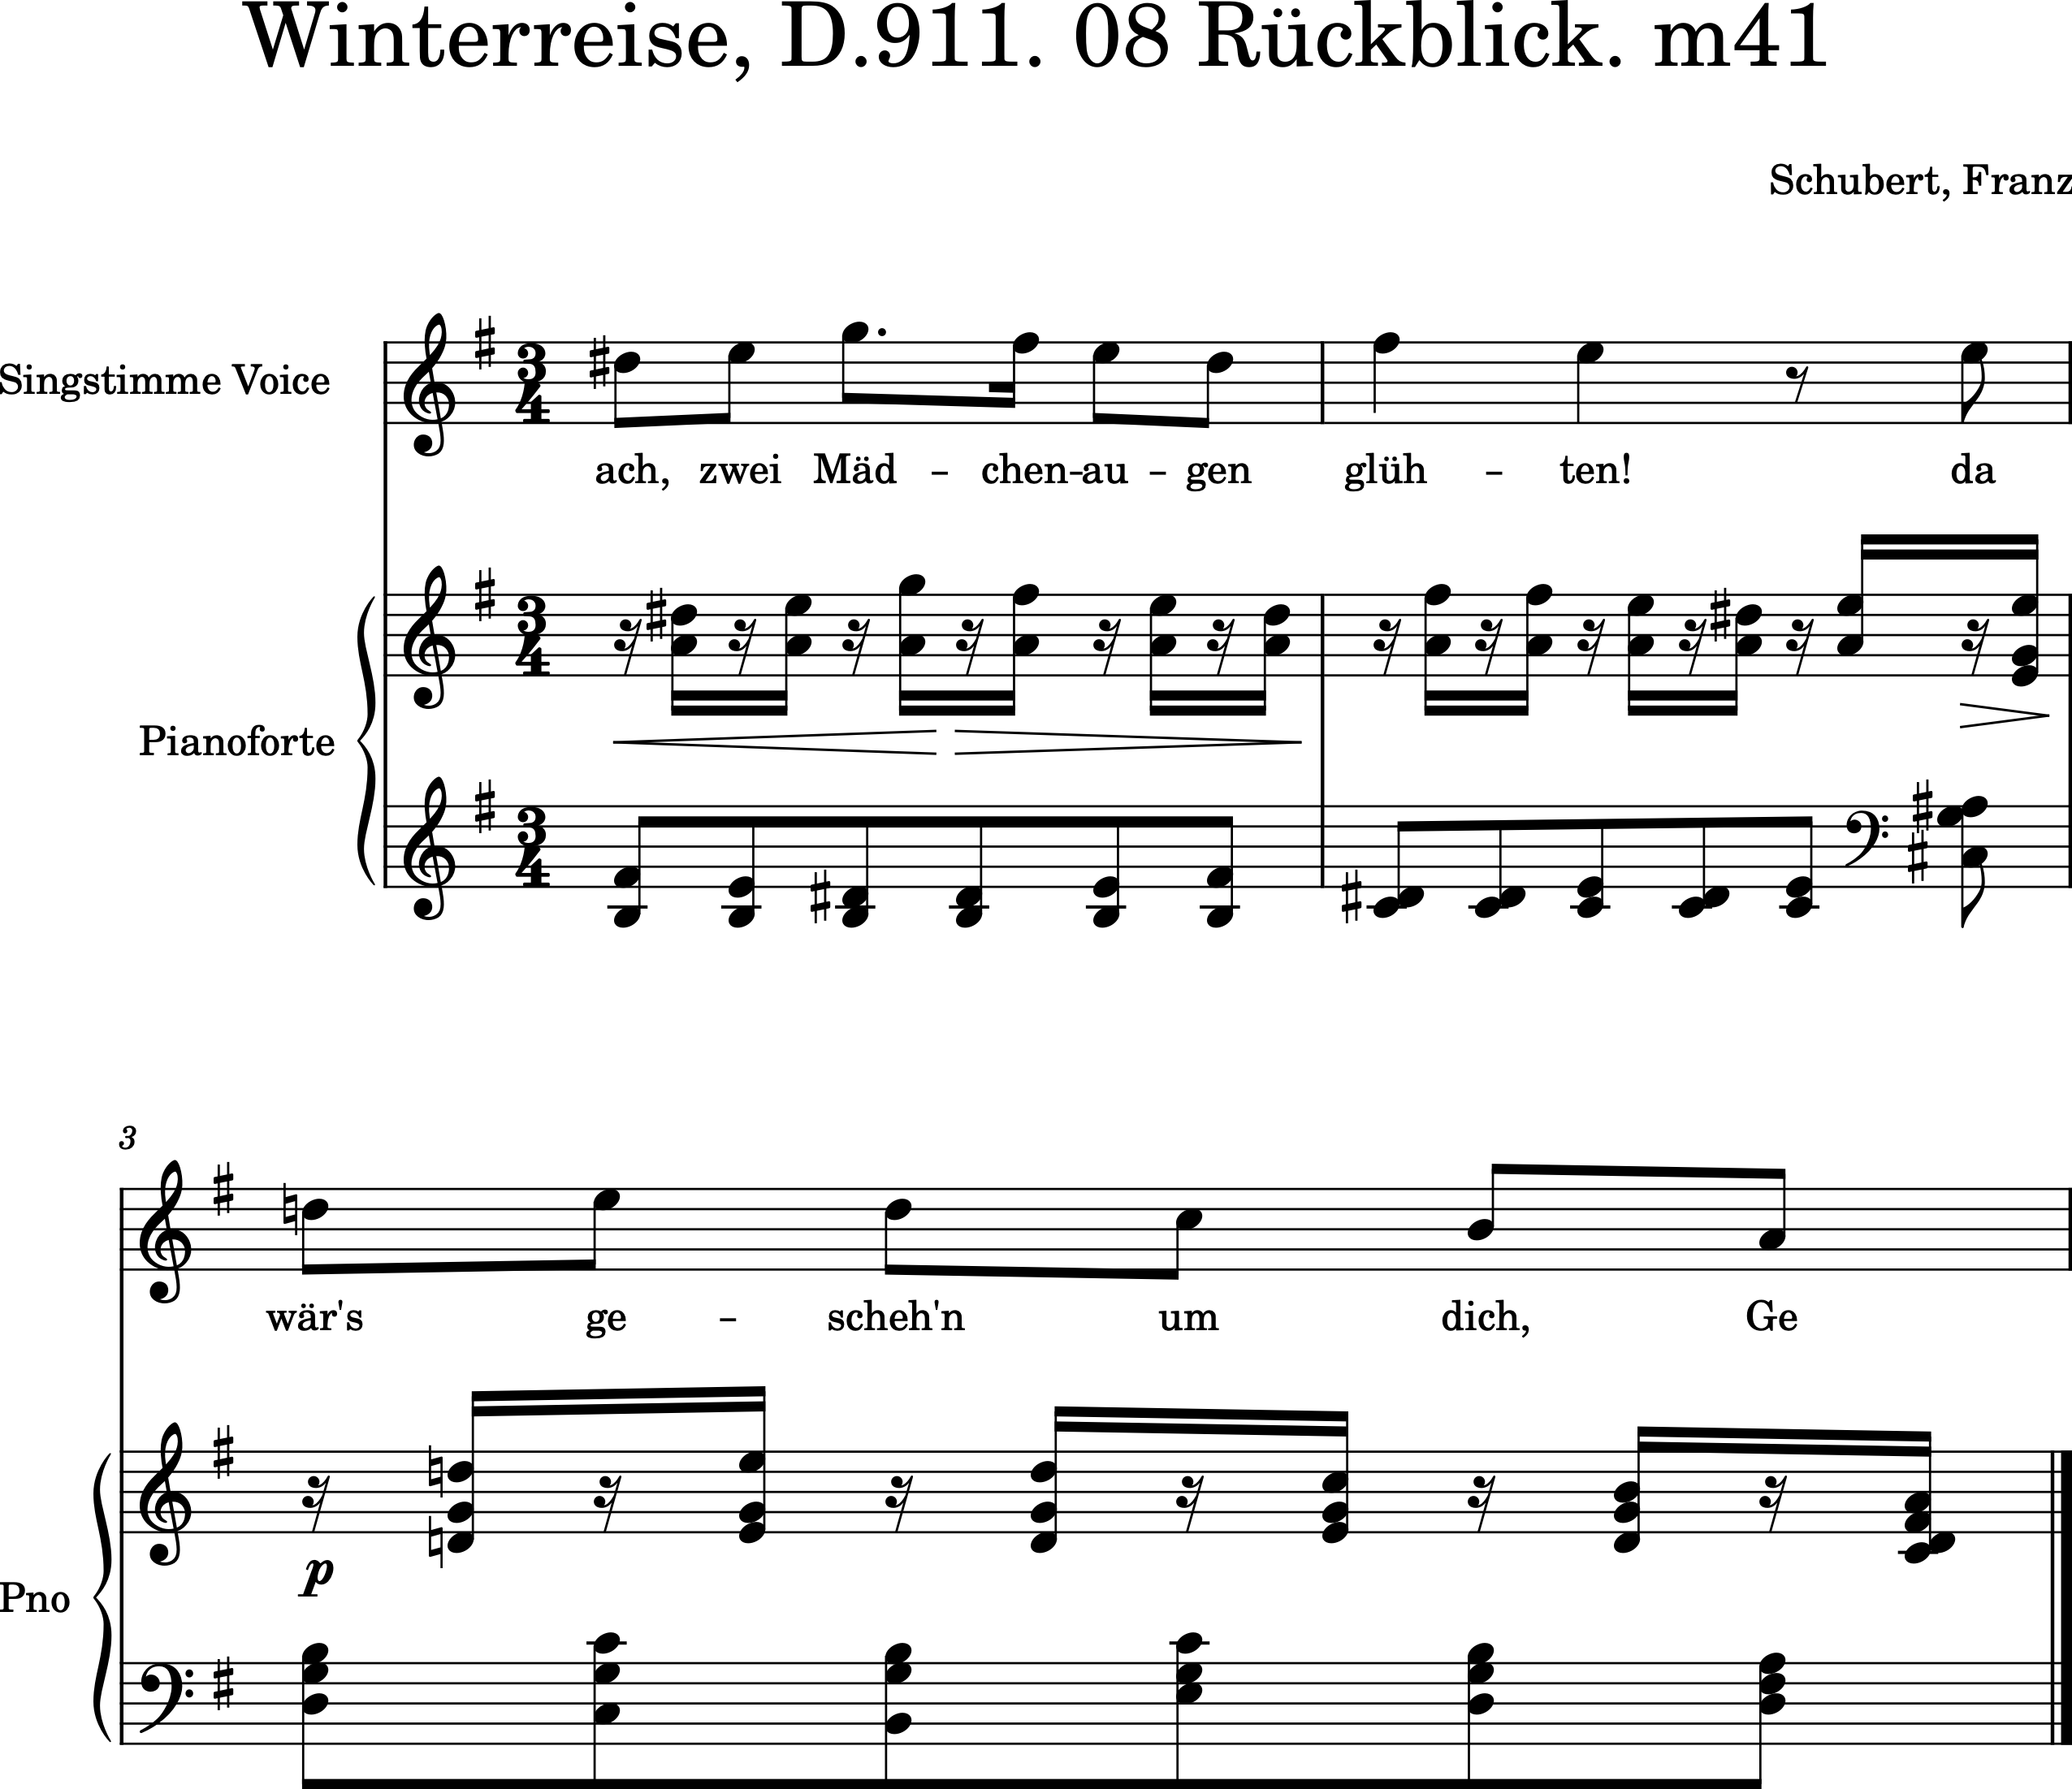 Winterreise, D.911. 08 Rückblick. m41
Schubert, Franz
Singstimme Voice
ach, zwei Mäd - chen-au - gen glüh - ten! da
Pianoforte
3
wär's ge - scheh'n um dich, Ge
p
Pno